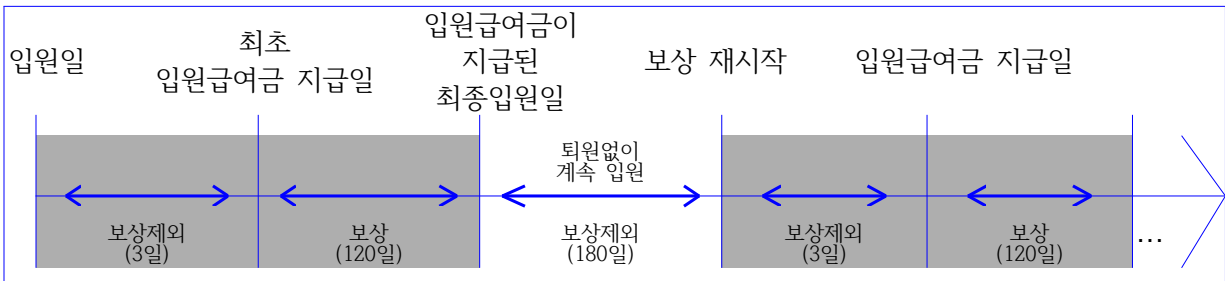 입원일
최초
입원급여금 지급일
입원급여금이
지급된
최종입원일
보상 재시작
입원급여금 지급일
퇴원없이
계속 입원
보상제외
(3일)
보상
(120일)
보상제외
(180일)
보상제외
(3일)
보상
(120일)
...